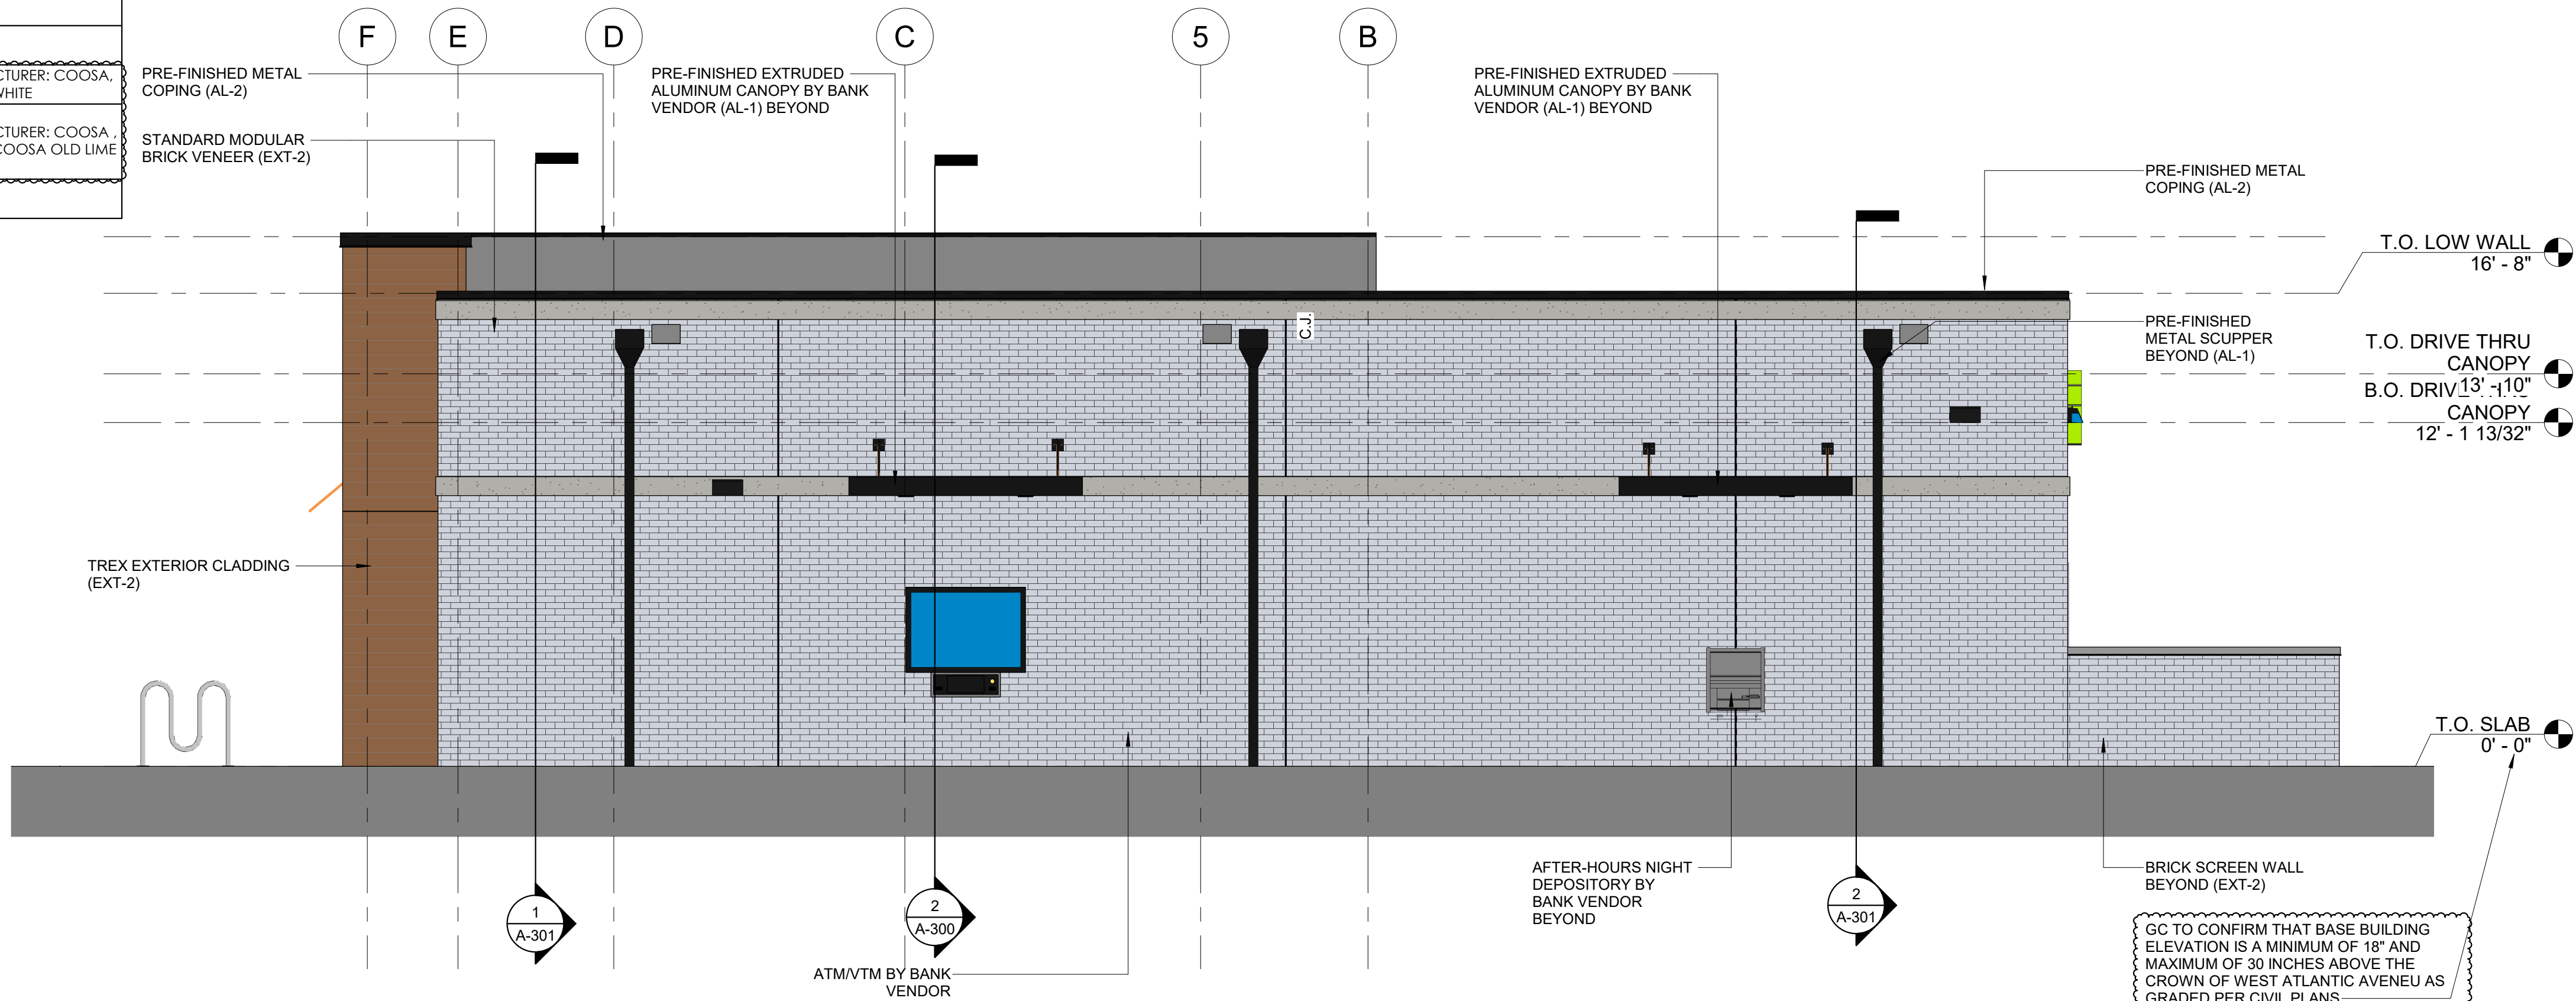 F
E
D
C
5
B
CTURER: COOSA,
WHITE
CTURER: COOSA ,
COOSA OLD LIME
PRE-FINISHED METAL
COPING (AL-2)
STANDARD MODULAR
BRICK VENEER (EXT-2)
PRE-FINISHED EXTRUDED
ALUMINUM CANOPY BY BANK
VENDOR (AL-1) BEYOND
PRE-FINISHED EXTRUDED
ALUMINUM CANOPY BY BANK
VENDOR (AL-1) BEYOND
PRE-FINISHED METAL
COPING (AL-2)
T.O. LOW WALL
16' - 8"
PRE-FINISHED
METAL SCUPPER
BEYOND (AL-1)
C.J.
T.O. DRIVE THRU
CANOPY
13' - 10"
B.O. DRIVE
CANOPY
12' - 1 13/32"
TREX EXTERIOR CLADDING
(EXT-2)
T.O. SLAB
0' - 0"
AFTER-HOURS NIGHT
DEPOSITORY BY
BANK VENDOR
BEYOND
BRICK SCREEN WALL
BEYOND (EXT-2)
1
A-301
2
A-300
2
A-301
ATM/VTM BY BANK
VENDOR
GC TO CONFIRM THAT BASE BUILDING
ELEVATION IS A MINIMUM OF 18" AND
MAXIMUM OF 30 INCHES ABOVE THE
CROWN OF WEST ATLANTIC AVENEU AS
GRADED PER CIVIL PLANS